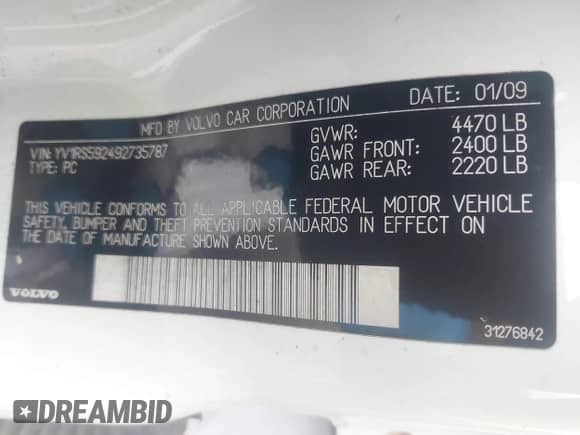 MFD BY VOLVO CAR CORPORATION DATE: 01/09
VIN: YV1RS592492735787 GVWR: 4470 LB
TYPE: PC GAWR FRONT: 2400 LB
GAWR REAR: 2220 LB
THIS VEHICLE CONFORMS TO ALL APPLICABLE FEDERAL MOTOR VEHICLE
SAFETY, BUMPER AND THEFT PREVENTION STANDARDS IN EFFECT ON
THE DATE OF MANUFACTURE SHOWN ABOVE.
VOLVO 31276842
DREAMBID